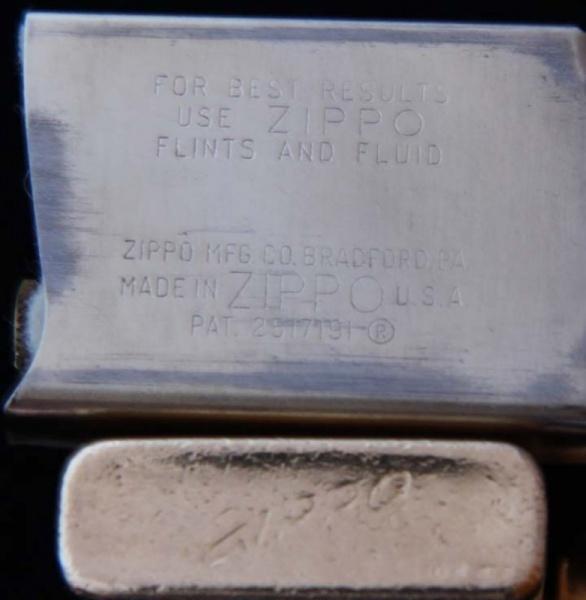 FOR BEST RESULTS
USE ZIPPO
FLINTS AND FLUID
ZIPPO MFG. CO. BRADFORD, PA.
MADE IN ZIPPO U.S.A
PAT. 2517191 ®
ZIPPO